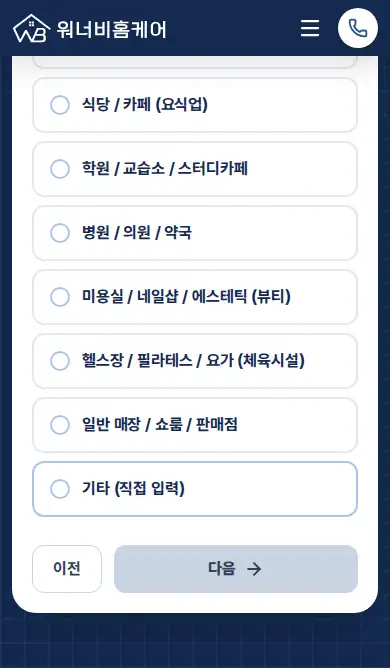 WB 워너비홈케어
식당 / 카페 (요식업)
학원 / 교습소 / 스터디카페
병원 / 의원 / 약국
미용실 / 네일샵 / 에스테틱 (뷰티)
헬스장 / 필라테스 / 요가 (체육시설)
일반 매장 / 쇼룸 / 판매점
기타 (직접 입력)
이전
다음 →